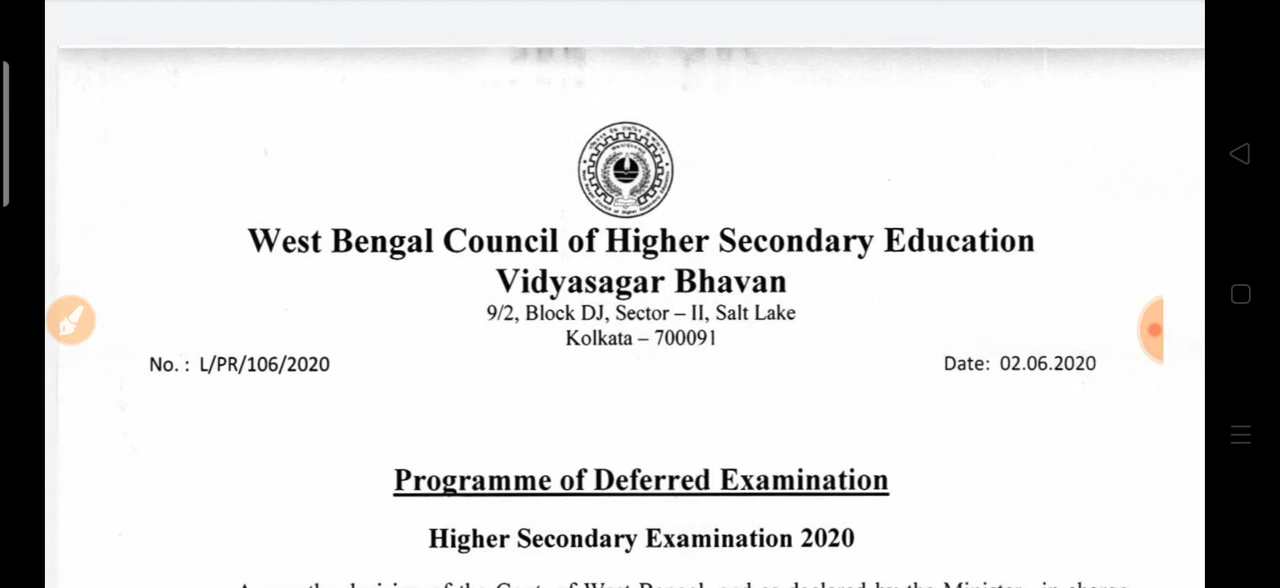 West Bengal Council of Higher Secondary Education
Vidyasagar Bhavan
9/2, Block DJ, Sector – II, Salt Lake
Kolkata – 700091
No. : L/PR/106/2020
Date: 02.06.2020
Programme of Deferred Examination
Higher Secondary Examination 2020